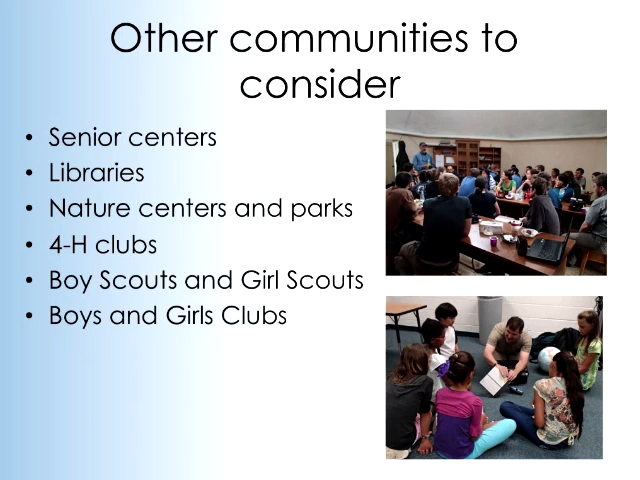 Other communities to
consider
• Senior centers
• Libraries
• Nature centers and parks
• 4-H clubs
• Boy Scouts and Girl Scouts
• Boys and Girls Clubs